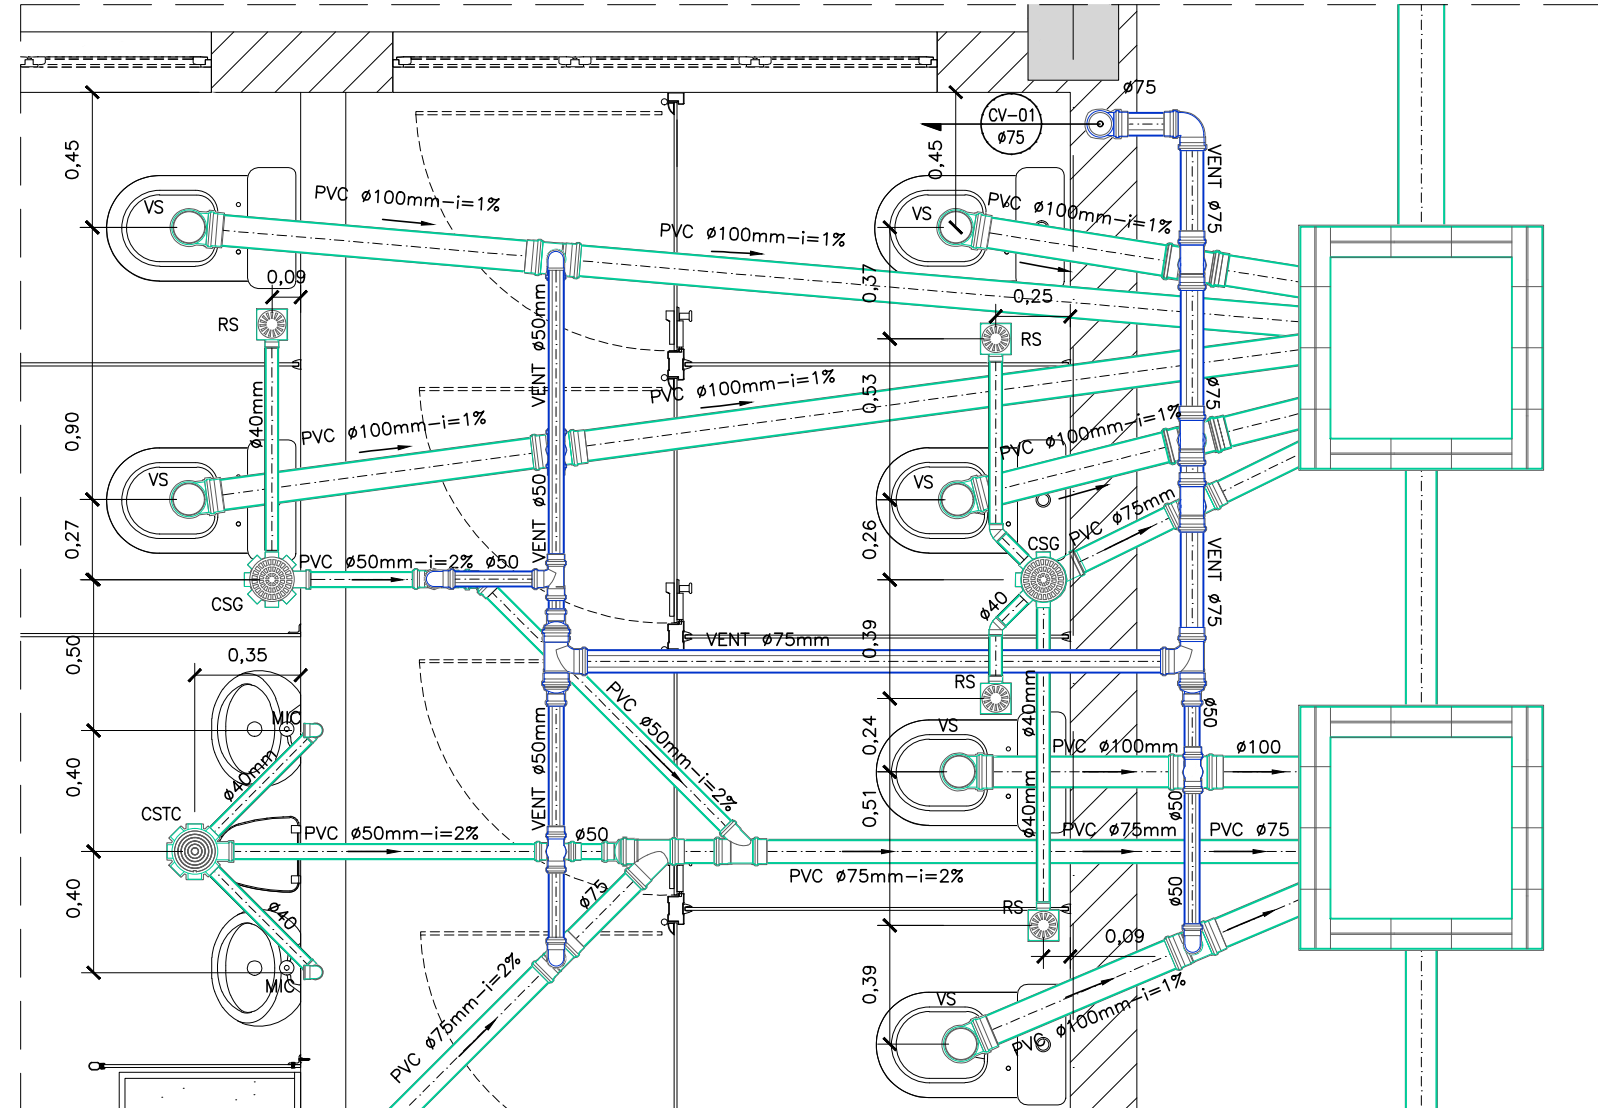 ø75
CV-01
ø75
0,45
0,45
VENT ø75
VS
PVC ø100mm-i=1%
PVC ø100mm-i=1%
VS
PVC ø100mm-i=1%
0,09
0,37
0,25
RS
RS
VENT ø50mm
ø40mm
0,90
PVC ø100mm-i=1%
PVC ø100mm-i=1%
0,53
ø75
PVC ø100mm-i=1%
VS
VS
VENT ø50
0,27
0,26
PVC ø75mm
CSG
PVC ø50mm-i=2%
ø50
CSG
ø40
VENT ø75
0,50
0,39
VENT ø75mm
0,35
RS
MIC
PVC ø50mm-i=2%
VENT ø50mm
ø40mm
ø50
0,24
VS
PVC ø100mm
ø100
0,40
ø40mm
CSTC
PVC ø50mm-i=2%
ø50
0,51
ø40mm
ø50
PVC ø75mm
PVC ø75
PVC ø75mm-i=2%
0,40
ø40
ø75
RS
ø50
0,09
MIC
PVC ø75mm-i=2%
0,39
VS
PVC ø100mm-i=1%